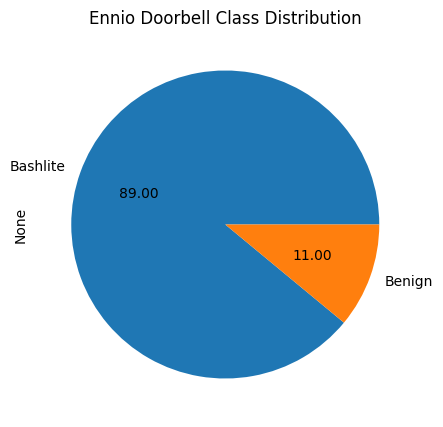 Ennio Doorbell Class Distribution
Bashlite
89.00
None
11.00
Benign